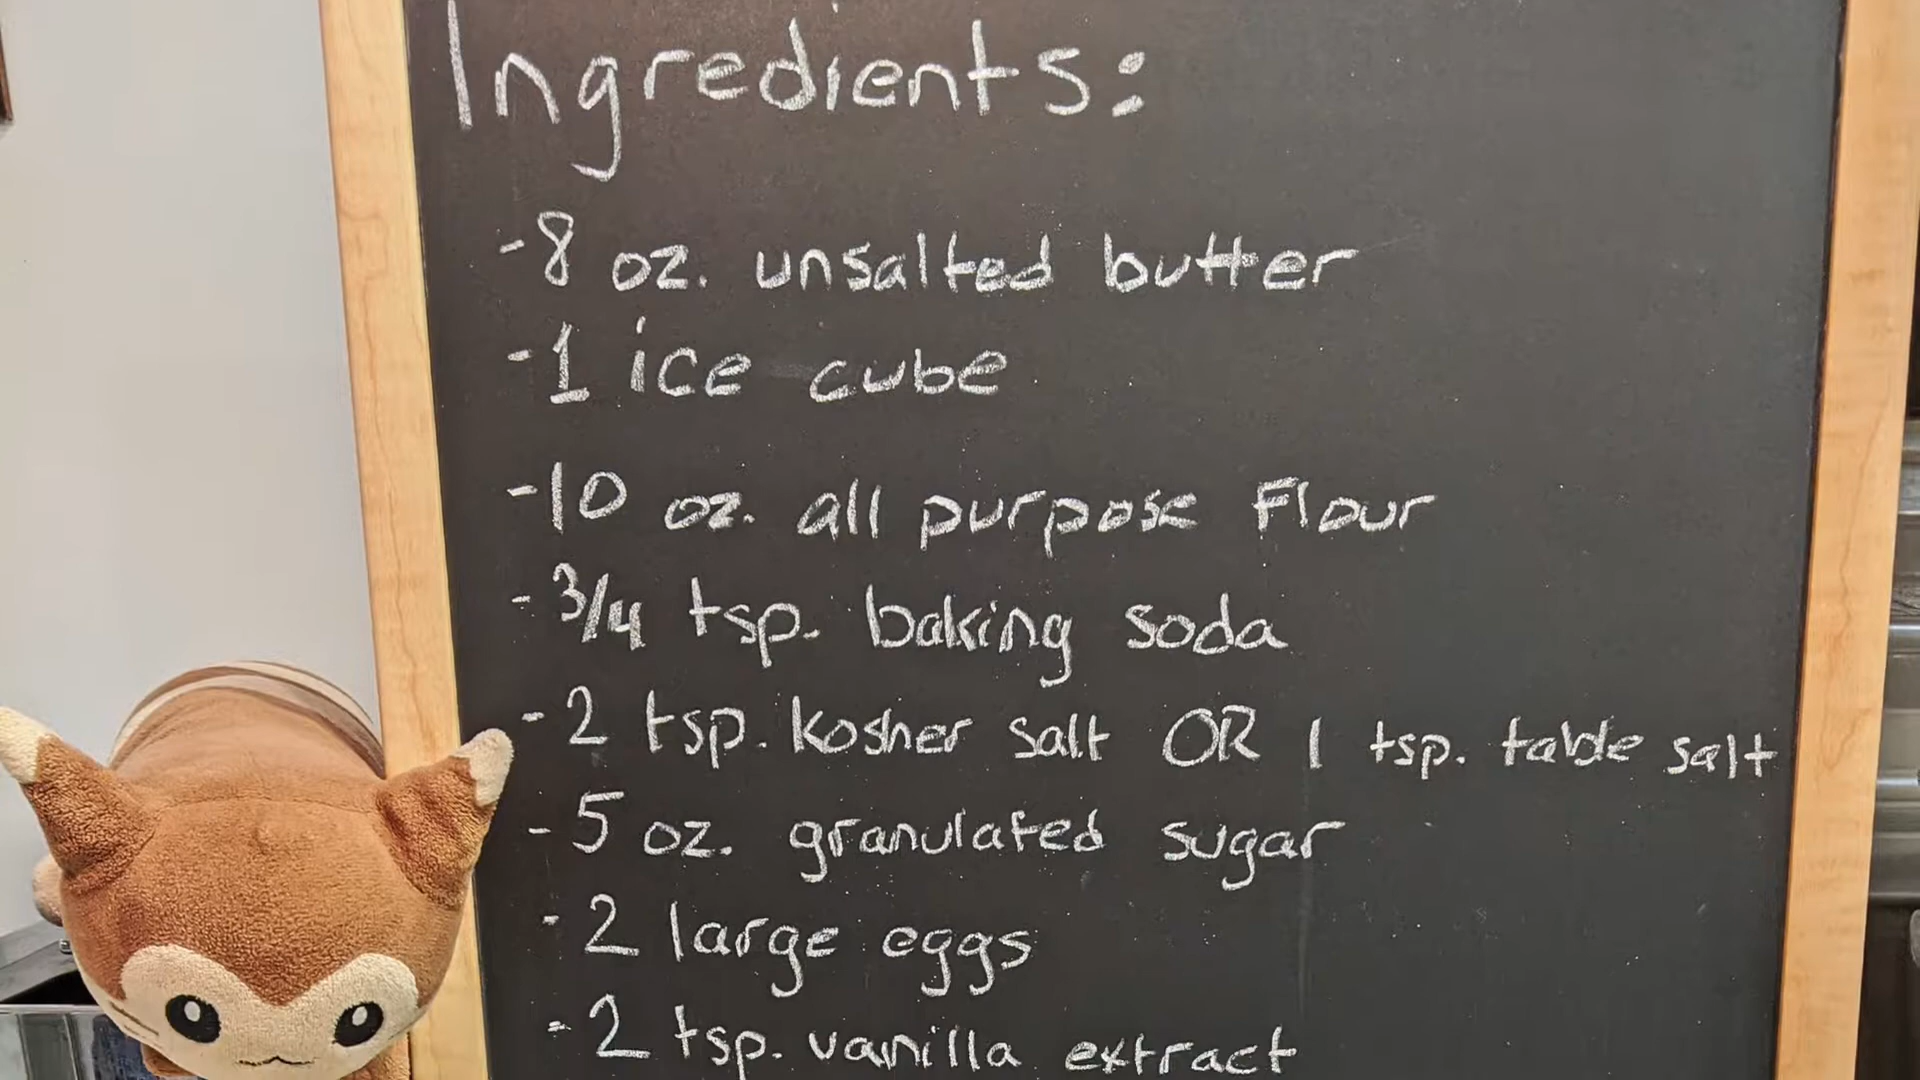 Ingredients:
-8 oz. unsalted butter
-1 ice cube
-10 oz. all purpose flour
-3/4 tsp. baking soda
-2 tsp. kosher salt OR 1 tsp. table salt
-5 oz. granulated sugar
-2 large eggs
-2 tsp. vanilla extract